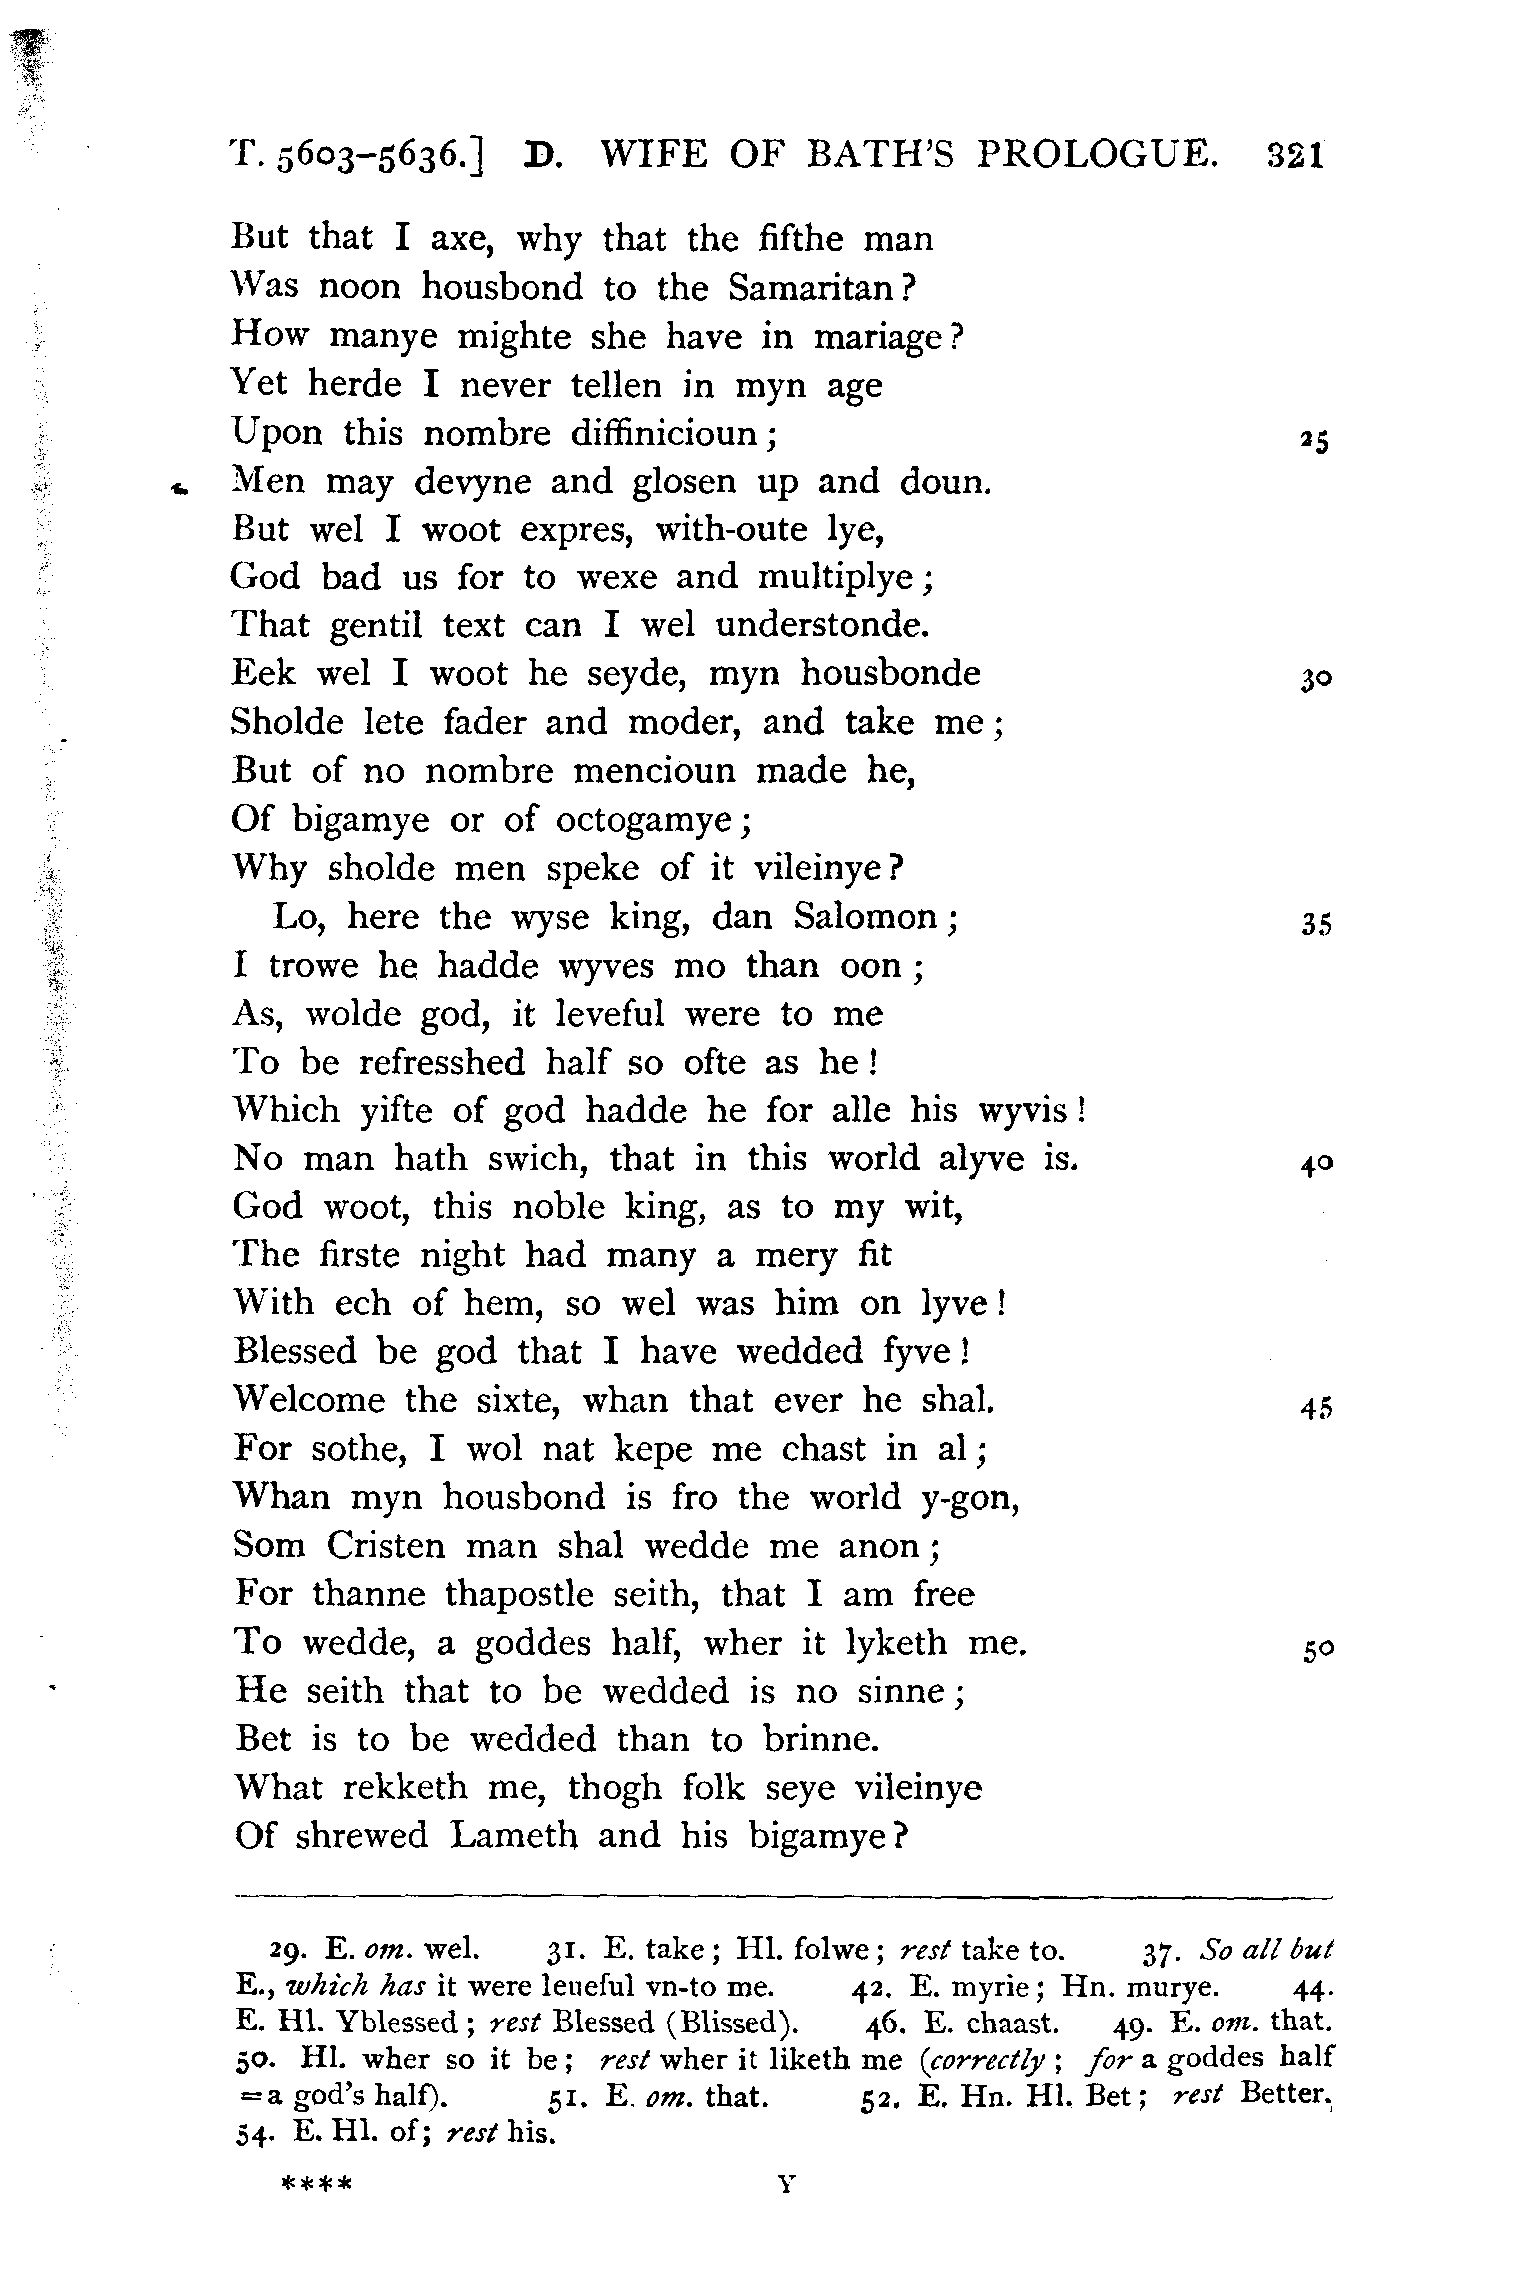 T. 5603–5636.] D. WIFE OF BATH'S PROLOGUE. 321
But that I axe, why that the fifthe man
Was noon housbond to the Samaritan?
How manye mighte she have in mariage?
Yet herde I never tellen in myn age
Upon this nombre diffinicioun; 25
Men may devyne and glosen up and doun.
But wel I woot expres, with-oute lye,
God bad us for to wexe and multiplye;
That gentil text can I wel understonde.
Eek wel I woot he seyde, myn housbonde 30
Sholde lete fader and moder, and take me;
But of no nombre mencioun made he,
Of bigamye or of octogamye;
Why sholde men speke of it vileinye?
Lo, here the wyse king, dan Salomon; 35
I trowe he hadde wyves mo than oon;
As, wolde god, it leveful were to me
To be refresshed half so ofte as he!
Which yifte of god hadde he for alle his wyvis!
No man hath swich, that in this world alyve is. 40
God woot, this noble king, as to my wit,
The firste night had many a mery fit
With ech of hem, so wel was him on lyve!
Blessed be god that I have wedded fyve!
Welcome the sixte, whan that ever he shal. 45
For sothe, I wol nat kepe me chast in al;
Whan myn housbond is fro the world y-gon,
Som Cristen man shal wedde me anon;
For thanne thapostle seith, that I am free
To wedde, a goddes half, wher it lyketh me. 50
He seith that to be wedded is no sinne;
Bet is to be wedded than to brinne.
What rekketh me, thogh folk seye vileinye
Of shrewed Lameth and his bigamye?
29. E. om. wel. 31. E. take; Hl. folwe; rest take to. 37. So all but
E., which has it were leueful vn-to me. 42. E. myrie; Hn. murye. 44.
E. Hl. Yblessed; rest Blessed (Blissed). 46. E. chaast. 49. E. om. that.
50. Hl. wher so it be; rest wher it liketh me (correctly; for a goddes half
=a god's half). 51. E. om. that. 52. E. Hn. Hl. Bet; rest Better.
54. E. Hl. of; rest his.
**** Y